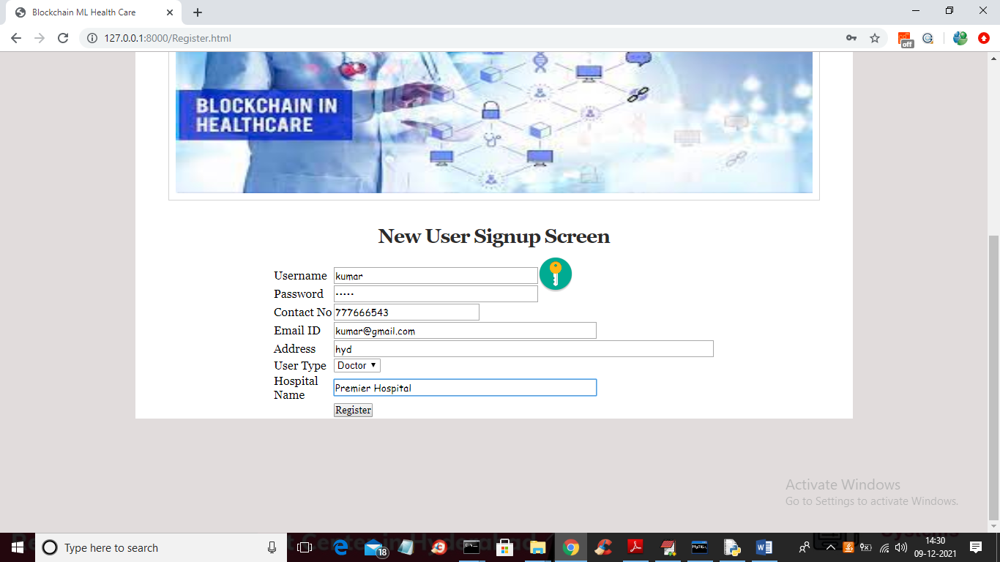 Blockchain ML Health Care
127.0.0.1:8000/Register.html
off
BLOCKCHAIN IN
HEALTHCARE
New User Signup Screen
Username kumar
Password •••••
Contact No 777666543
Email ID kumar@gmail.com
Address hyd
User Type Doctor
Hospital
Name Premier Hospital
Register
Activate Windows
Go to Settings to activate Windows.
Type here to search
18
14:30
09-12-2021